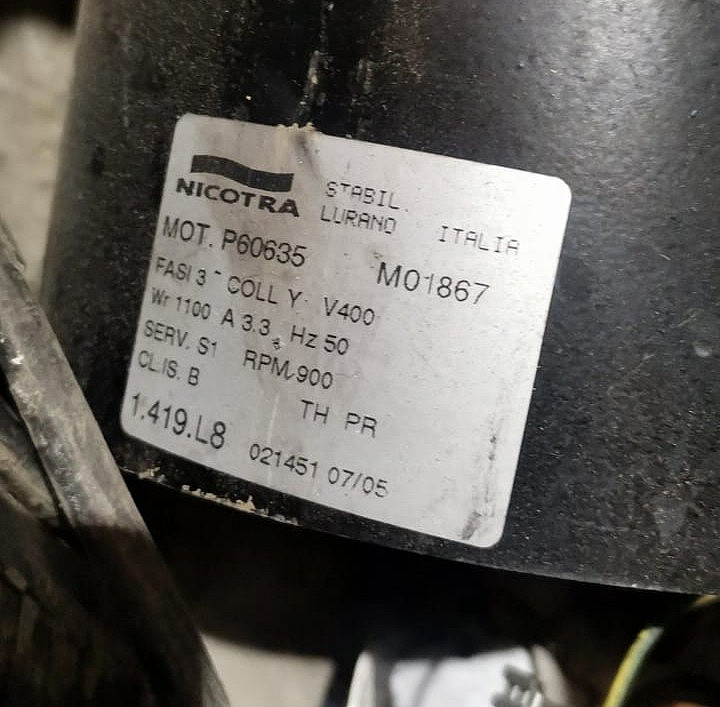 NICOTRA
STABIL.
LURANO ITALIA
MOT. P60635 M01867
FASI 3~ COLL Y V400
Wr 1100 A 3.3 Hz 50
SERV. S1 RPM 900
CL.IS. B TH PR
1.419.L8 021451 07/05